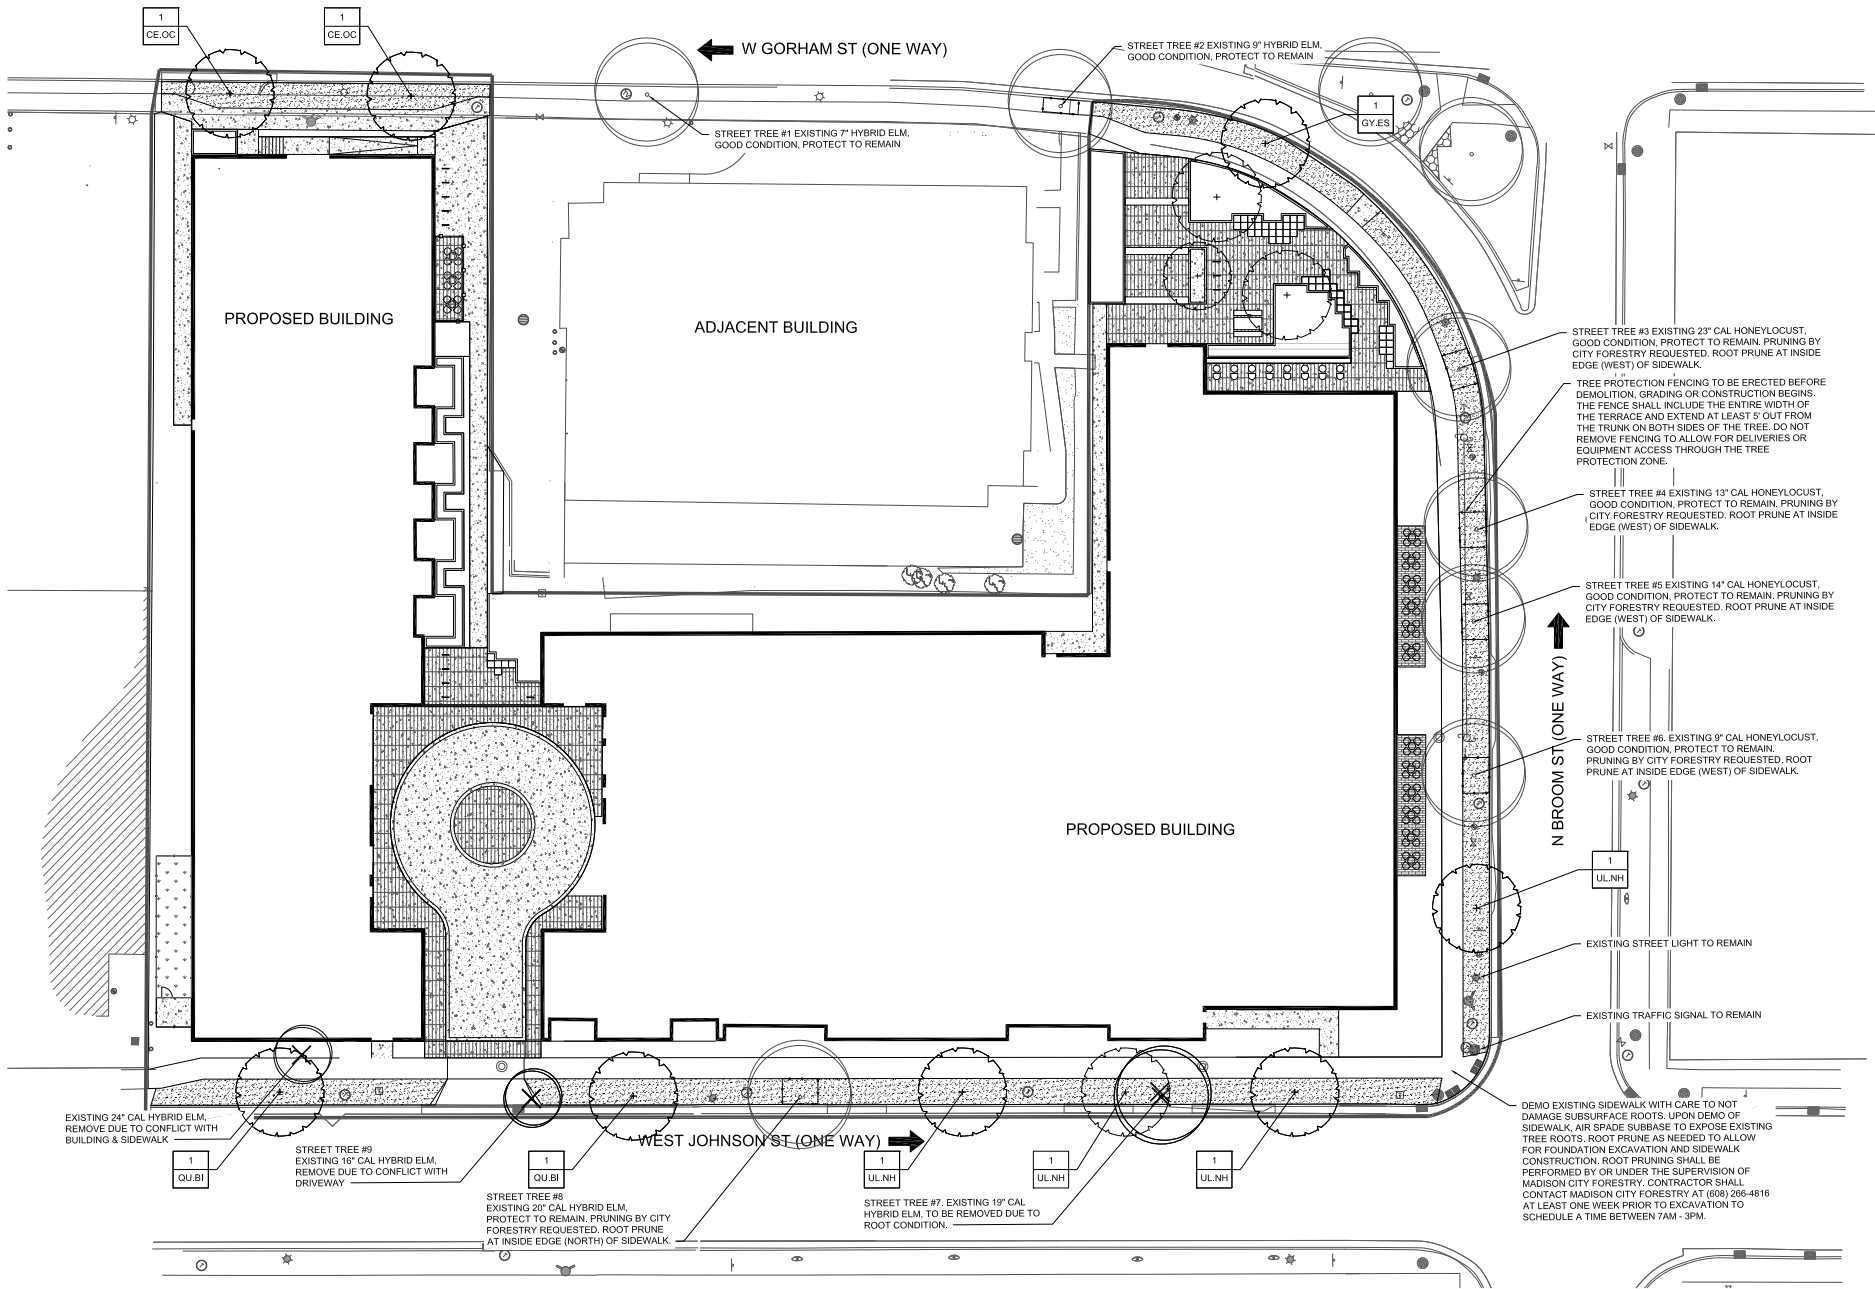 1
CE.OC
1
CE.OC
W GORHAM ST (ONE WAY)
STREET TREE #2 EXISTING 9" HYBRID ELM,
GOOD CONDITION, PROTECT TO REMAIN
1
GY.ES
STREET TREE #1 EXISTING 7" HYBRID ELM,
GOOD CONDITION, PROTECT TO REMAIN
PROPOSED BUILDING
ADJACENT BUILDING
STREET TREE #3 EXISTING 23" CAL HONEYLOCUST,
GOOD CONDITION, PROTECT TO REMAIN. PRUNING BY
CITY FORESTRY REQUESTED. ROOT PRUNE AT INSIDE
EDGE (WEST) OF SIDEWALK.
TREE PROTECTION FENCING TO BE ERECTED BEFORE
DEMOLITION, GRADING OR CONSTRUCTION BEGINS.
THE FENCE SHALL INCLUDE THE ENTIRE WIDTH OF
THE TERRACE AND EXTEND AT LEAST 5' OUT FROM
THE TRUNK ON BOTH SIDES OF THE TREE. DO NOT
REMOVE FENCING TO ALLOW FOR DELIVERIES OR
EQUIPMENT ACCESS THROUGH THE TREE
PROTECTION ZONE.
STREET TREE #4 EXISTING 13" CAL HONEYLOCUST,
GOOD CONDITION, PROTECT TO REMAIN. PRUNING BY
CITY FORESTRY REQUESTED. ROOT PRUNE AT INSIDE
EDGE (WEST) OF SIDEWALK.
STREET TREE #5 EXISTING 14" CAL HONEYLOCUST,
GOOD CONDITION, PROTECT TO REMAIN. PRUNING BY
CITY FORESTRY REQUESTED. ROOT PRUNE AT INSIDE
EDGE (WEST) OF SIDEWALK.
N BROOM ST (ONE WAY)
STREET TREE #6. EXISTING 9" CAL HONEYLOCUST,
GOOD CONDITION, PROTECT TO REMAIN.
PRUNING BY CITY FORESTRY REQUESTED. ROOT
PRUNE AT INSIDE EDGE (WEST) OF SIDEWALK.
PROPOSED BUILDING
1
UL.NH
EXISTING STREET LIGHT TO REMAIN
EXISTING TRAFFIC SIGNAL TO REMAIN
EXISTING 24" CAL HYBRID ELM,
REMOVE DUE TO CONFLICT WITH
BUILDING & SIDEWALK
1
QU.BI
STREET TREE #9
EXISTING 16" CAL HYBRID ELM,
REMOVE DUE TO CONFLICT WITH
DRIVEWAY
1
QU.BI
WEST JOHNSON ST (ONE WAY)
STREET TREE #8
EXISTING 20" CAL HYBRID ELM,
PROTECT TO REMAIN. PRUNING BY CITY
FORESTRY REQUESTED. ROOT PRUNE
AT INSIDE EDGE (NORTH) OF SIDEWALK.
1
UL.NH
1
UL.NH
1
UL.NH
STREET TREE #7. EXISTING 19" CAL
HYBRID ELM, TO BE REMOVED DUE TO
ROOT CONDITION.
DEMO EXISTING SIDEWALK WITH CARE TO NOT
DAMAGE SUBSURFACE ROOTS. UPON DEMO OF
SIDEWALK, AIR SPADE SUBBASE TO EXPOSE EXISTING
TREE ROOTS. ROOT PRUNE AS NEEDED TO ALLOW
FOR FOUNDATION EXCAVATION AND SIDEWALK
CONSTRUCTION. ROOT PRUNING SHALL BE
PERFORMED BY OR UNDER THE SUPERVISION OF
MADISON CITY FORESTRY. CONTRACTOR SHALL
CONTACT MADISON CITY FORESTRY AT (608) 266-4816
AT LEAST ONE WEEK PRIOR TO EXCAVATION TO
SCHEDULE A TIME BETWEEN 7AM - 3PM.